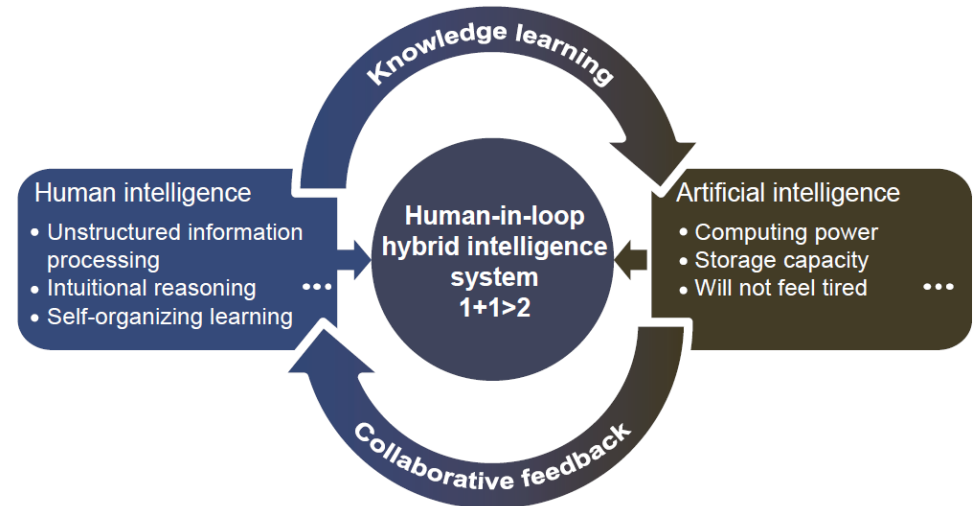 Knowledge learning
Human intelligence
• Unstructured information
processing
• Intuitional reasoning
• Self-organizing learning
...
Human-in-loop
hybrid intelligence
system
1+1>2
Artificial intelligence
• Computing power
• Storage capacity
• Will not feel tired
...
Collaborative feedback